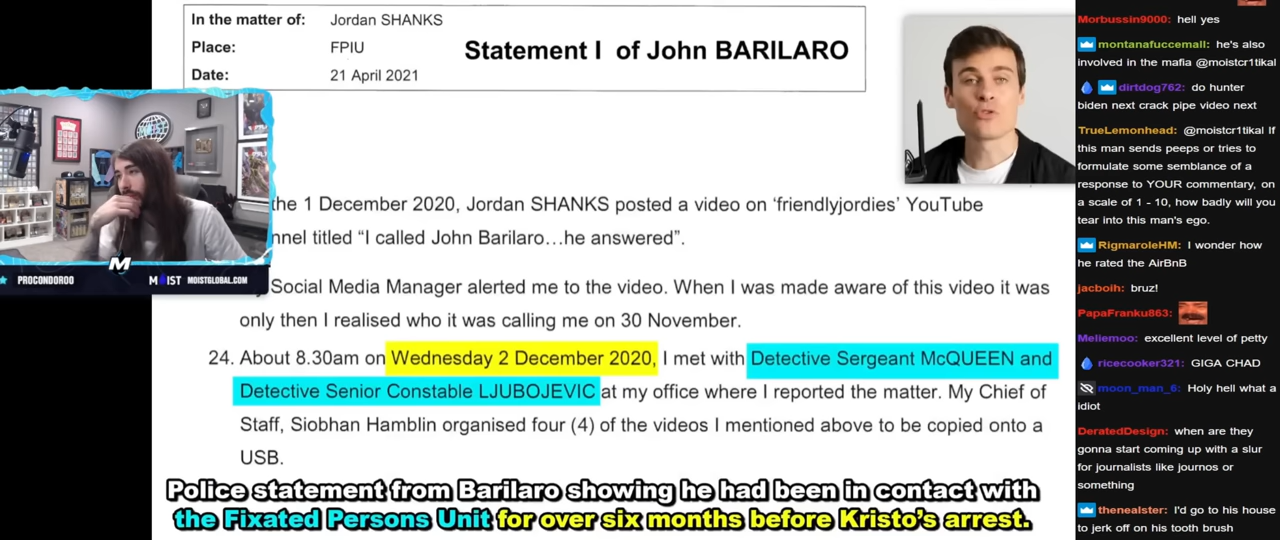 In the matter of: Jordan SHANKS
Place: FPIU
Statement I of John BARILARO
Date: 21 April 2021
the 1 December 2020, Jordan SHANKS posted a video on ‘friendlyjordies’ YouTube
nnel titled “I called John Barilaro…he answered”.
Social Media Manager alerted me to the video. When I was made aware of this video it was
only then I realised who it was calling me on 30 November.
24. About 8.30am on Wednesday 2 December 2020, I met with Detective Sergeant McQUEEN and
Detective Senior Constable LJUBOJEVIC at my office where I reported the matter. My Chief of
Staff, Siobhan Hamblin organised four (4) of the videos I mentioned above to be copied onto a
USB.
Police statement from Barilaro showing he had been in contact with
the Fixated Persons Unit for over six months before Kristo's arrest.
M
PROCONDOROO
MOIST MOISTGLOBAL.COM
Morbussin9000: hell yes
montanafuccemall: he's also
involved in the mafia @moistcr1tikal
dirtdog762: do hunter
biden next crack pipe video next
TrueLemonhead: @moistcr1tikal If
this man sends peeps or tries to
formulate some semblance of a
response to YOUR commentary, on
a scale of 1 - 10, how badly will you
tear into this man's ego.
RigmaroleHM: I wonder how
he rated the AirBnB
jacboih: bruz!
PapaFranku863:
Meliemoo: excellent level of petty
ricecooker321: GIGA CHAD
moon_man_6: Holy hell what a
idiot
DeratedDesign: when are they
gonna start coming up with a slur
for journalists like journos or
something
thenealster: I'd go to his house
to jerk off on his tooth brush